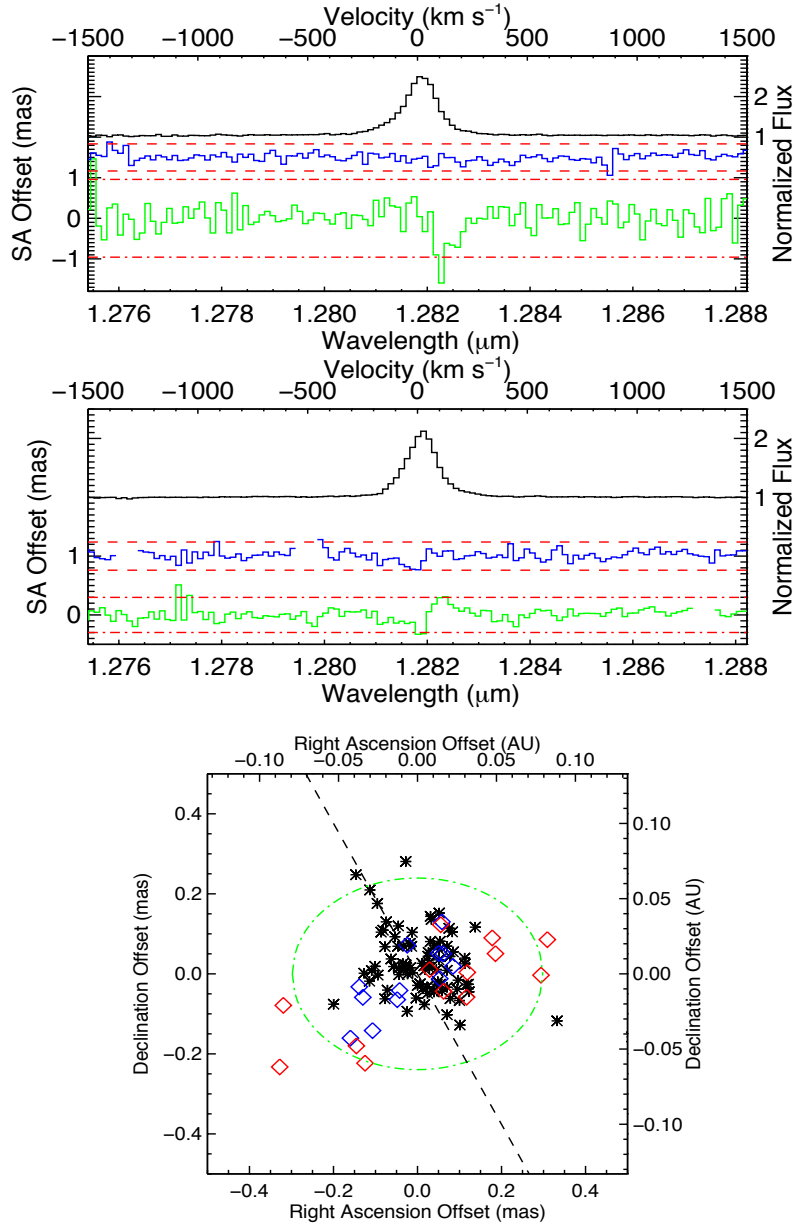 Velocity (km s⁻¹)
−1500 −1000 −500 0 500 1000 1500
SA Offset (mas)
1
0
−1
2
1
Normalized Flux
1.276 1.278 1.280 1.282 1.284 1.286 1.288
Wavelength (μm)
Velocity (km s⁻¹)
−1500 −1000 −500 0 500 1000 1500
SA Offset (mas)
1
0
2
1
Normalized Flux
1.276 1.278 1.280 1.282 1.284 1.286 1.288
Wavelength (μm)
Right Ascension Offset (AU)
−0.10 −0.05 0.00 0.05 0.10
Declination Offset (mas)
0.4
0.2
0.0
−0.2
−0.4
0.10
0.05
0.00
−0.05
−0.10
Declination Offset (AU)
−0.4 −0.2 0.0 0.2 0.4
Right Ascension Offset (mas)